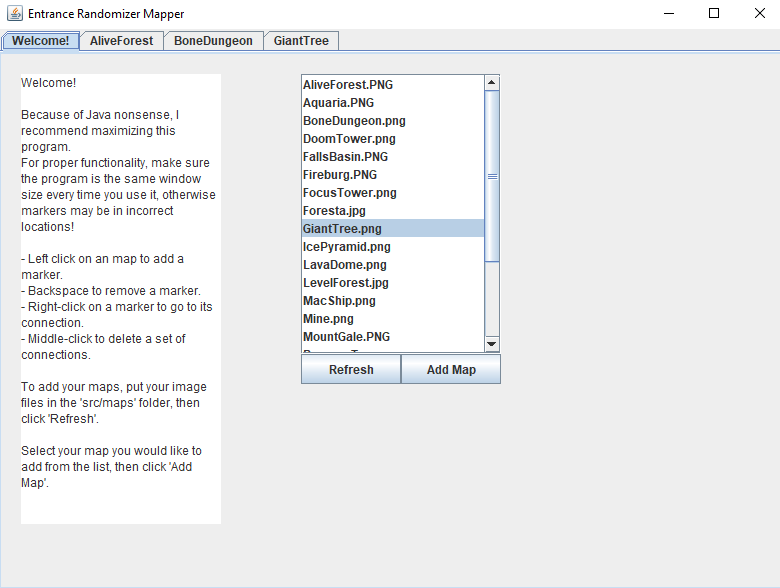 Entrance Randomizer Mapper
Welcome!
AliveForest
BoneDungeon
GiantTree
Welcome!
Because of Java nonsense, I
recommend maximizing this
program.
For proper functionality, make sure
the program is the same window
size every time you use it, otherwise
markers may be in incorrect
locations!
- Left click on an map to add a
marker.
- Backspace to remove a marker.
- Right-click on a marker to go to its
connection.
- Middle-click to delete a set of
connections.
To add your maps, put your image
files in the 'src/maps' folder, then
click 'Refresh'.
Select your map you would like to
add from the list, then click 'Add
Map'.
AliveForest.PNG
Aquaria.PNG
BoneDungeon.png
DoomTower.png
FallsBasin.PNG
Fireburg.PNG
FocusTower.png
Foresta.jpg
GiantTree.png
IcePyramid.png
LavaDome.png
LevelForest.jpg
MacShip.png
Mine.png
MountGale.PNG
Refresh
Add Map